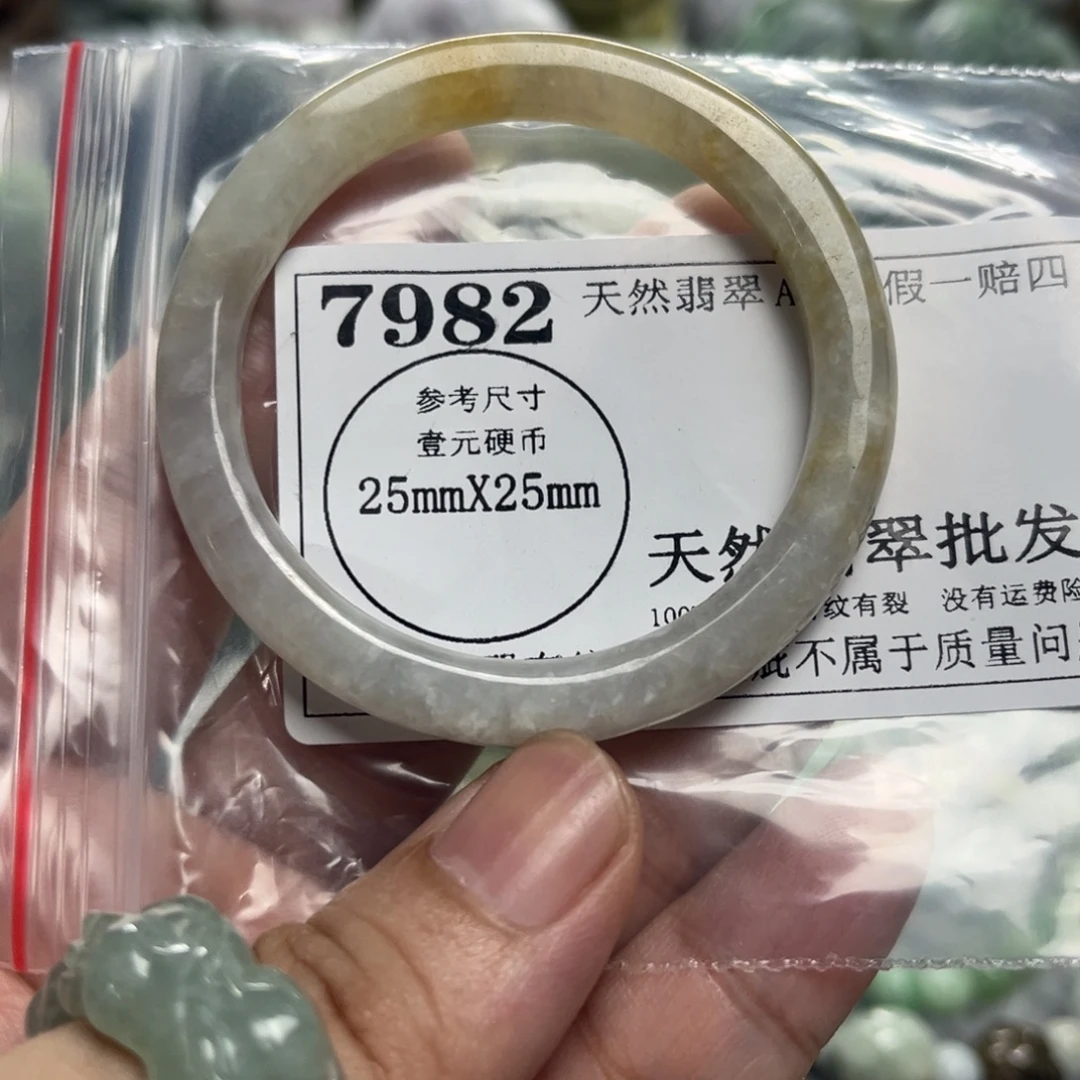 7982 天然翡翠 A 假一赔四
参考尺寸
壹元硬币
25mmX25mm
天然 翠批发
100 纹有裂 没有运费险
疵不属于质量问